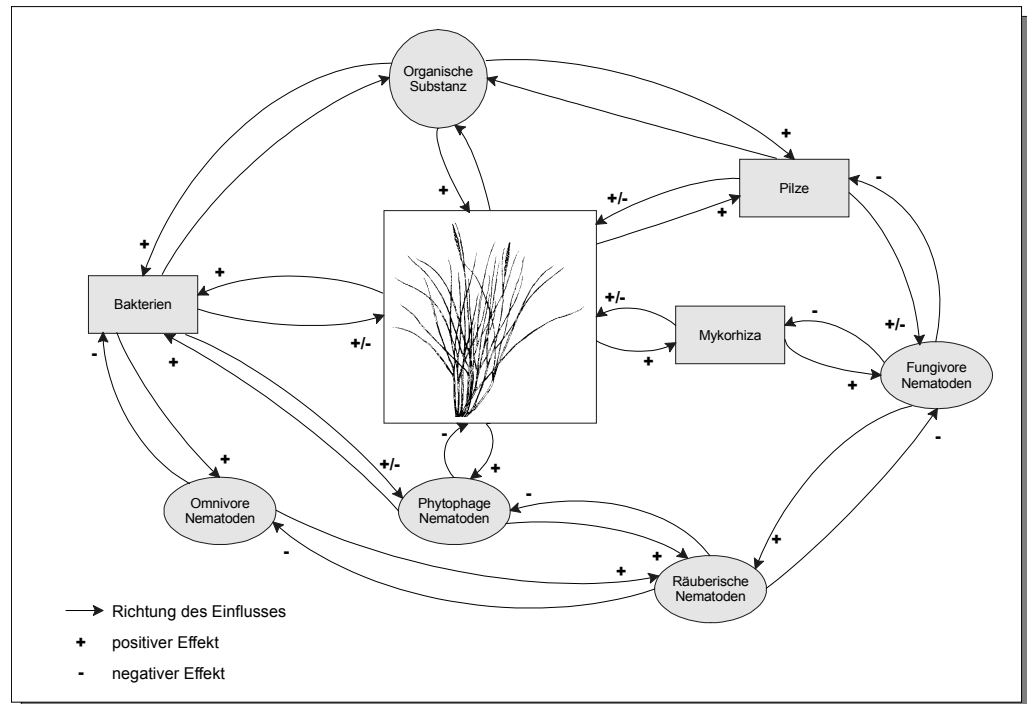 Organische
Substanz
+
+
Pilze
-
+/-
+
+
+
Bakterien
+
+/-
+/-
+
Mykorhiza
-
+
+/-
Fungivore
Nematoden
-
+
-
+
+/-
-
+
Omnivore
Nematoden
Phytophage
Nematoden
-
+
+
-
+
Räuberische
Nematoden
Richtung des Einflusses
+ positiver Effekt
- negativer Effekt